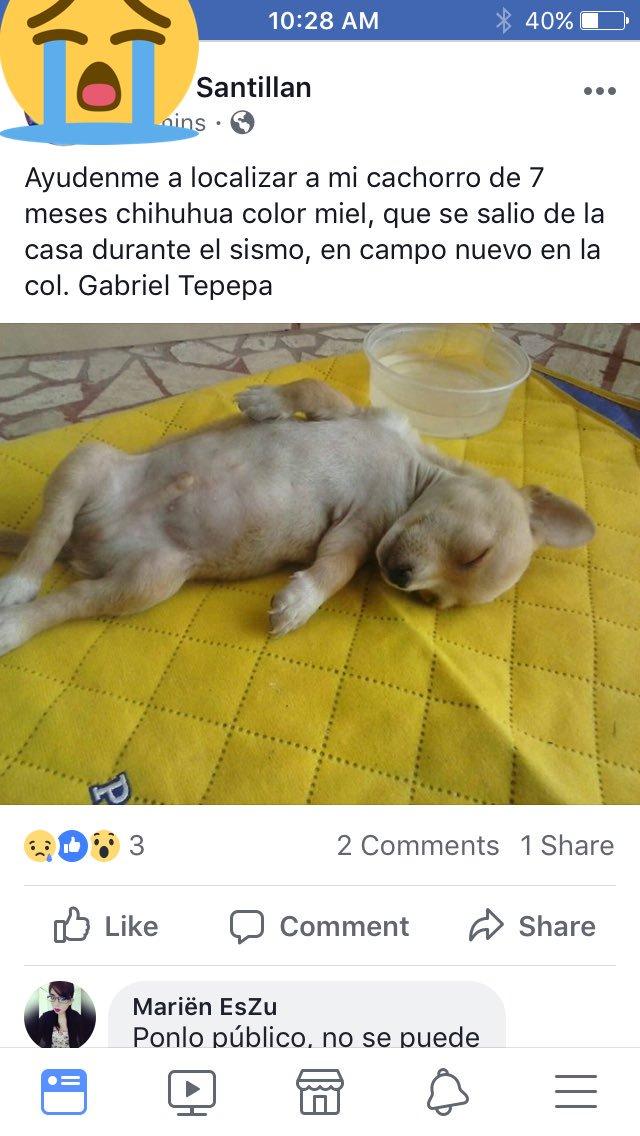 10:28 AM 40%
Santillan
mins
Ayudenme a localizar a mi cachorro de 7
meses chihuhua color miel, que se salio de la
casa durante el sismo, en campo nuevo en la
col. Gabriel Tepepa
P
3 2 Comments 1 Share
Like Comment Share
Mariën EsZu
Ponlo público, no se puede